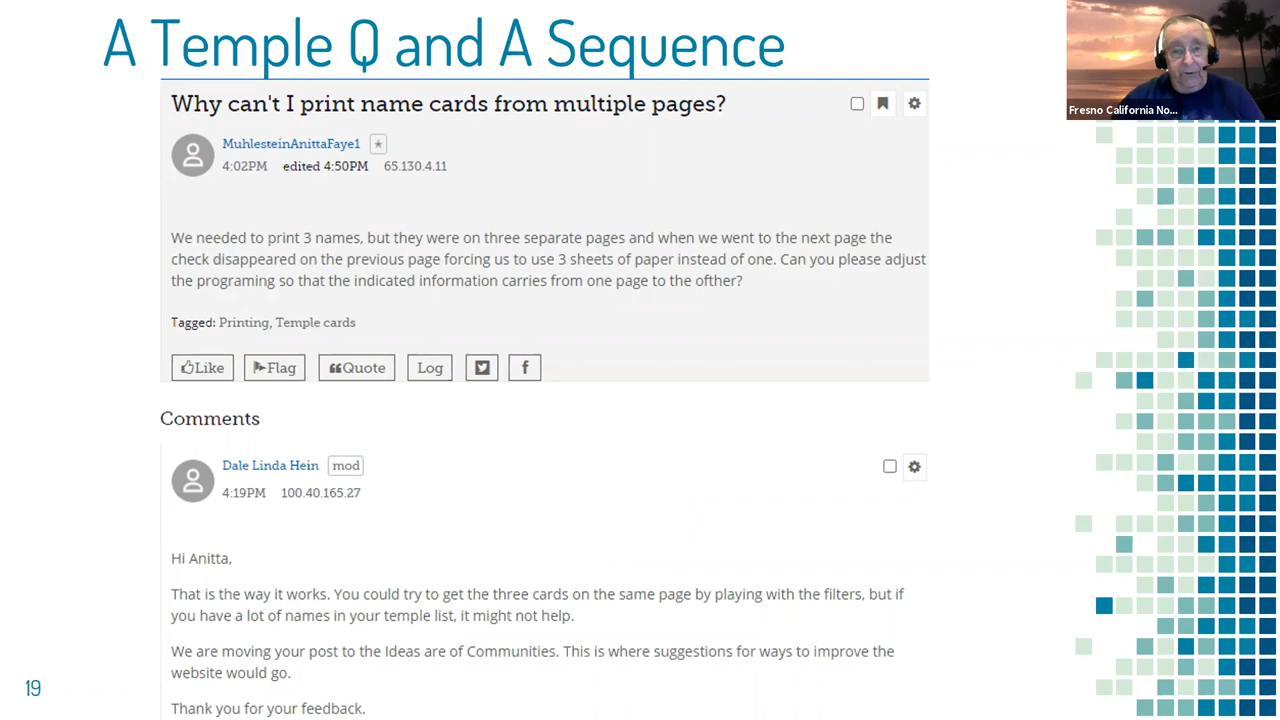 A Temple Q and A Sequence
Fresno California No...
Why can't I print name cards from multiple pages?
MuhlesteinAnittaFaye1
4:02PM edited 4:50PM 65.130.4.11
We needed to print 3 names, but they were on three separate pages and when we went to the next page the
check disappeared on the previous page forcing us to use 3 sheets of paper instead of one. Can you please adjust
the programing so that the indicated information carries from one page to the ofther?
Tagged: Printing, Temple cards
Like Flag Quote Log
Comments
Dale Linda Hein mod
4:19PM 100.40.165.27
Hi Anitta,
That is the way it works. You could try to get the three cards on the same page by playing with the filters, but if
you have a lot of names in your temple list, it might not help.
We are moving your post to the Ideas are of Communities. This is where suggestions for ways to improve the
website would go.
Thank you for your feedback.
19